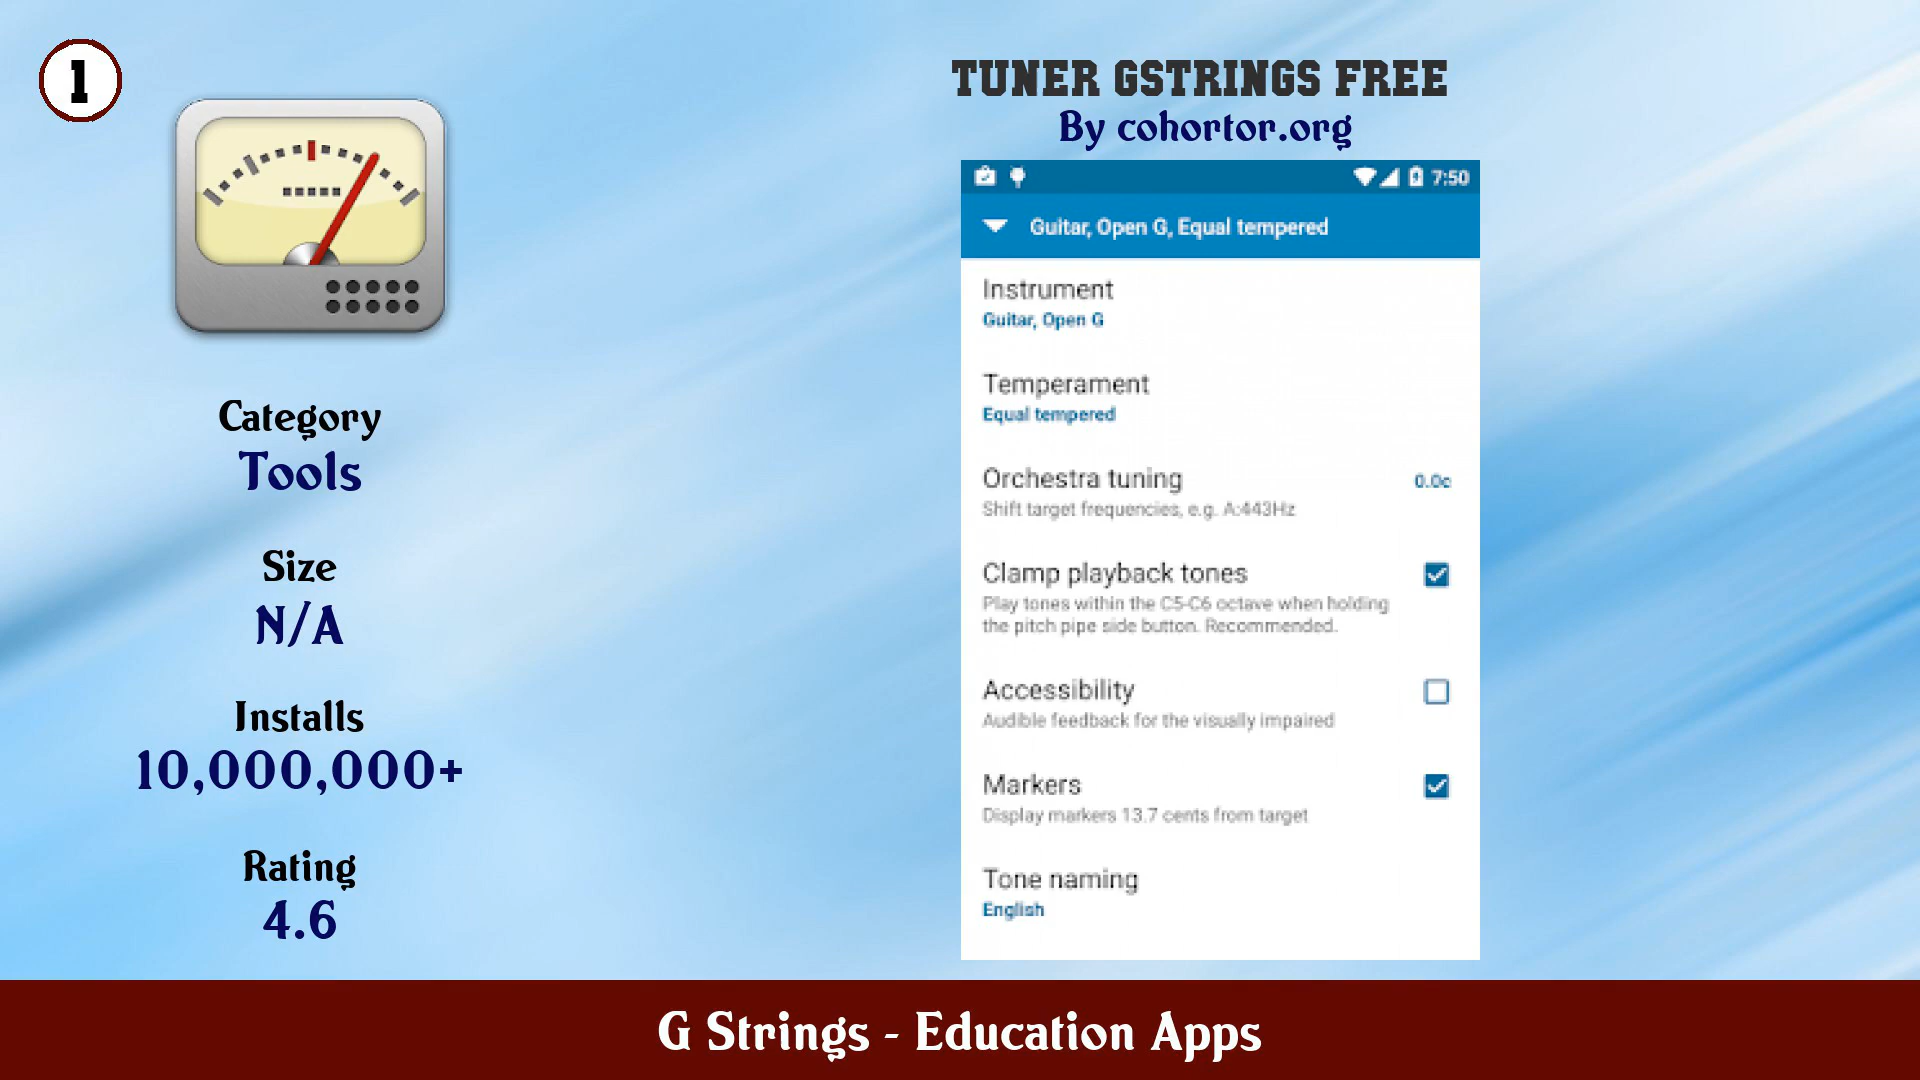 1
TUNER GSTRINGS FREE
By cohortor.org
7:50
Guitar, Open G, Equal tempered
Instrument
Guitar, Open G
Temperament
Equal tempered
Orchestra tuning
0.0c
Shift target frequencies, e.g. A:443Hz
Clamp playback tones
Play tones within the C5-C6 octave when holding
the pitch pipe side button. Recommended.
Accessibility
Audible feedback for the visually impaired
Markers
Display markers 13.7 cents from target
Tone naming
English
Category
Tools
Size
N/A
Installs
10,000,000+
Rating
4.6
G Strings - Education Apps